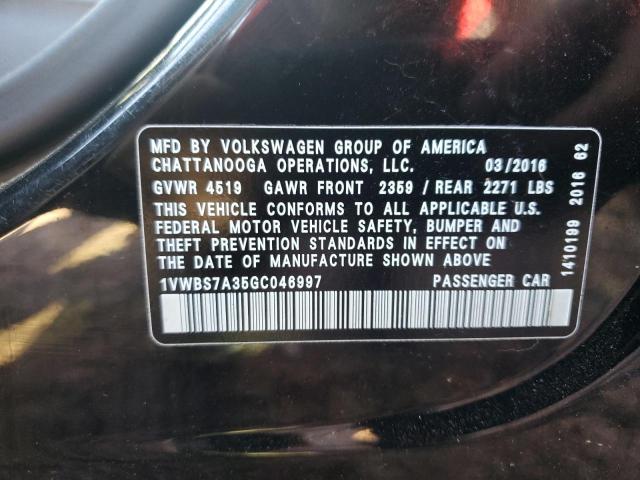 MFD BY VOLKSWAGEN GROUP OF AMERICA
CHATTANOOGA OPERATIONS, LLC. 03/2016
GVWR 4519 GAWR FRONT 2359 / REAR 2271 LBS
THIS VEHICLE CONFORMS TO ALL APPLICABLE U.S.
FEDERAL MOTOR VEHICLE SAFETY, BUMPER AND
THEFT PREVENTION STANDARDS IN EFFECT ON
THE DATE OF MANUFACTURE SHOWN ABOVE
1VWBS7A35GC046997 PASSENGER CAR
1410199 2016 62